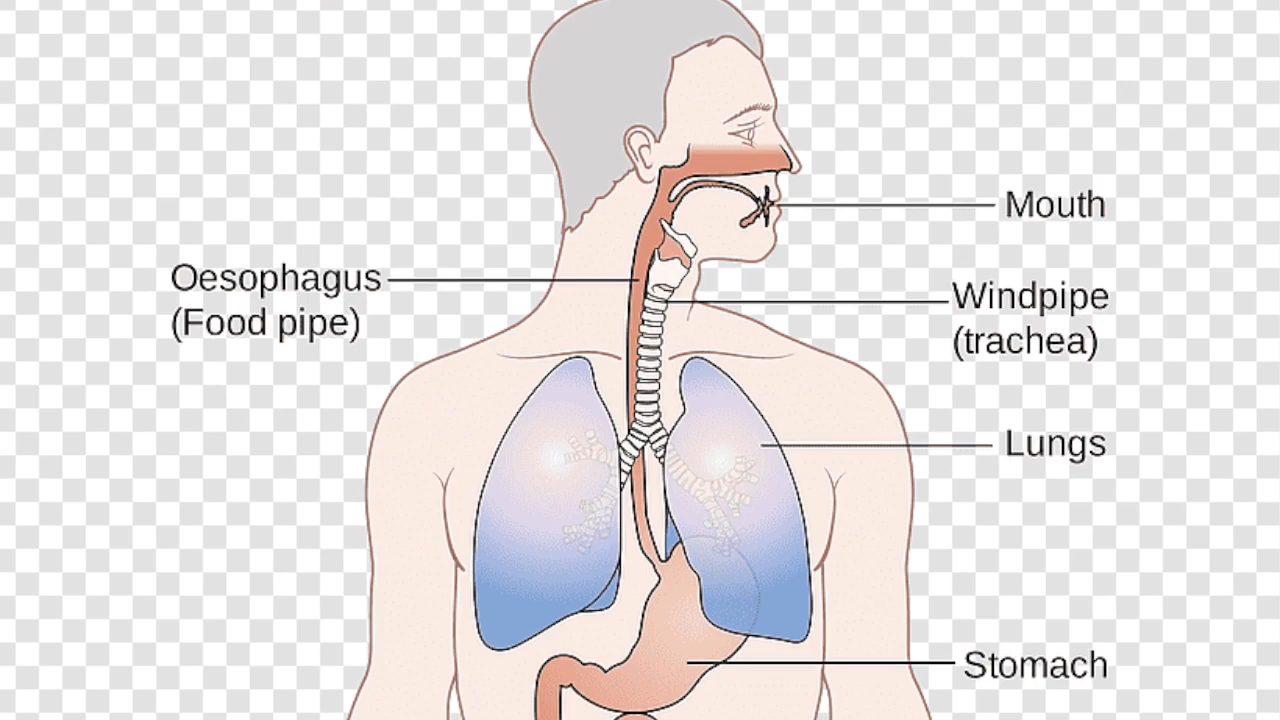 Mouth
Oesophagus
(Food pipe)
Windpipe
(trachea)
Lungs
Stomach